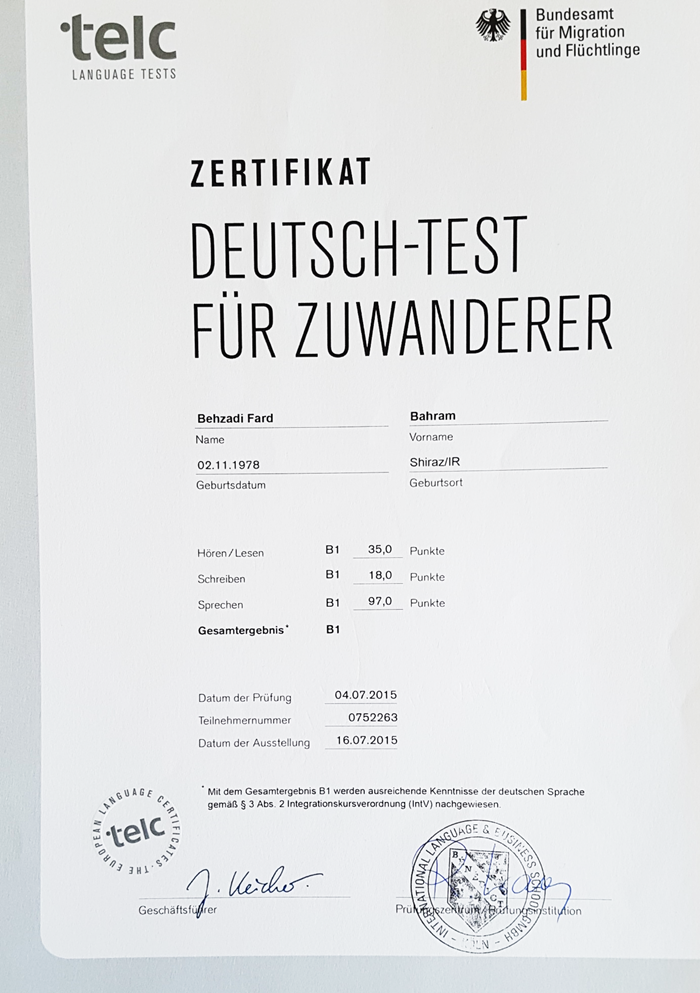 telc
LANGUAGE TESTS
Bundesamt
für Migration
und Flüchtlinge
ZERTIFIKAT
DEUTSCH-TEST
FÜR ZUWANDERER
Behzadi Fard Bahram
Name Vorname
02.11.1978 Shiraz/IR
Geburtsdatum Geburtsort
Hören/Lesen B1 35,0 Punkte
Schreiben B1 18,0 Punkte
Sprechen B1 97,0 Punkte
Gesamtergebnis* B1
Datum der Prüfung 04.07.2015
Teilnehmernummer 0752263
Datum der Ausstellung 16.07.2015
* Mit dem Gesamtergebnis B1 werden ausreichende Kenntnisse der deutschen Sprache
gemäß § 3 Abs. 2 Integrationskursverordnung (IntV) nachgewiesen.
THE EUROPEAN LANGUAGE CERTIFICATES
telc
INTERNATIONAL LANGUAGE & BUSINESS SCHOOL GMBH
KÖLN
Geschäftsführer Prüfungszentrum/Prüfungsinstitution